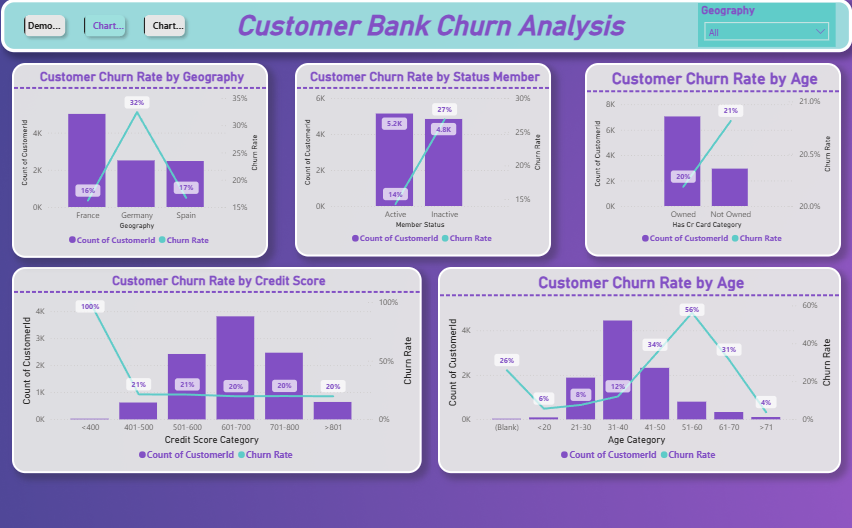 Demo...
Chart...
Chart...
Customer Bank Churn Analysis
Geography
All
Customer Churn Rate by Geography
Count of CustomerId
4K
2K
0K
35%
30%
25%
20%
15%
Churn Rate
16%
32%
17%
France Germany Spain
Geography
Count of CustomerId Churn Rate
Customer Churn Rate by Status Member
Count of CustomerId
6K
4K
2K
0K
30%
25%
20%
15%
Churn Rate
5.2K
27%
4.8K
14%
Active Inactive
Member Status
Count of CustomerId Churn Rate
Customer Churn Rate by Age
Count of CustomerId
8K
6K
4K
2K
0K
21.0%
20.5%
20.0%
Churn Rate
20%
21%
Owned Not Owned
Has Cr Card Category
Count of CustomerId Churn Rate
Customer Churn Rate by Credit Score
Count of CustomerId
4K
3K
2K
1K
0K
100%
50%
0%
Churn Rate
100%
21%
21%
20%
20%
20%
<400 401-500 501-600 601-700 701-800 >801
Credit Score Category
Count of CustomerId Churn Rate
Customer Churn Rate by Age
Count of CustomerId
4K
2K
0K
60%
40%
20%
0%
Churn Rate
26%
6%
8%
12%
34%
56%
31%
4%
(Blank) <20 21-30 31-40 41-50 51-60 61-70 >71
Age Category
Count of CustomerId Churn Rate